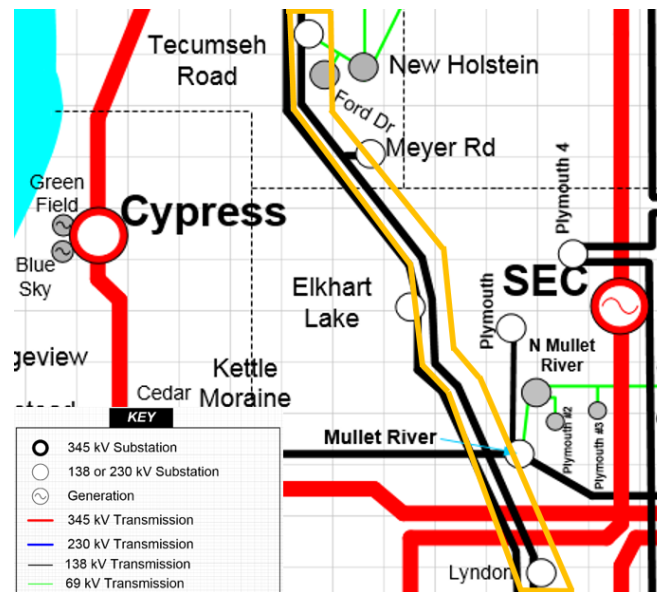 Tecumseh
Road
New Holstein
Ford Dr
Meyer Rd
Green
Field
Cypress
Blue
Sky
Plymouth 4
SEC
Elkhart
Lake
Plymouth
N Mullet
River
geview
Kettle
Moraine
Cedar
Plymouth #2
Plymouth #3
Mullet River
KEY
345 kV Substation
138 or 230 kV Substation
Generation
345 kV Transmission
230 kV Transmission
138 kV Transmission
69 kV Transmission
Lyndon